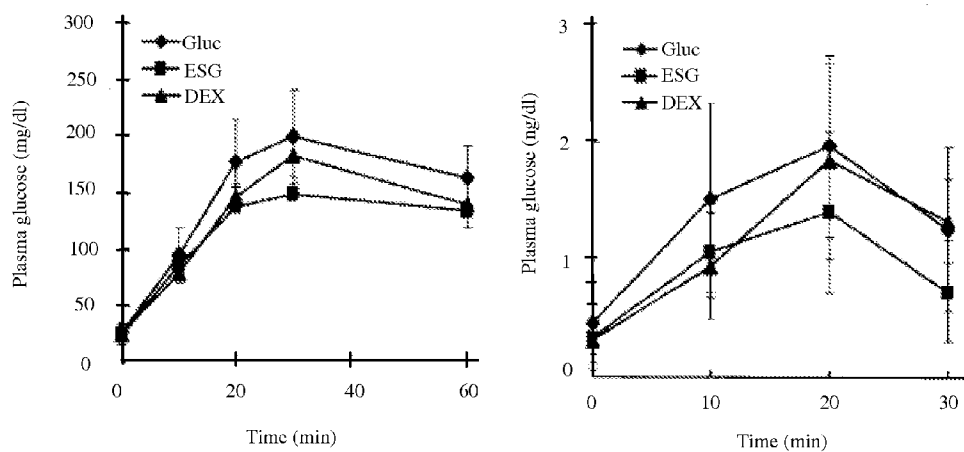 300
250
200
150
100
50
0
Plasma glucose (mg/dl)
Gluc
ESG
DEX
0
20
40
60
Time (min)
3
2
1
0
Plasma glucose (ng/dl)
Gluc
ESG
DEX
0
10
20
30
Time (min)